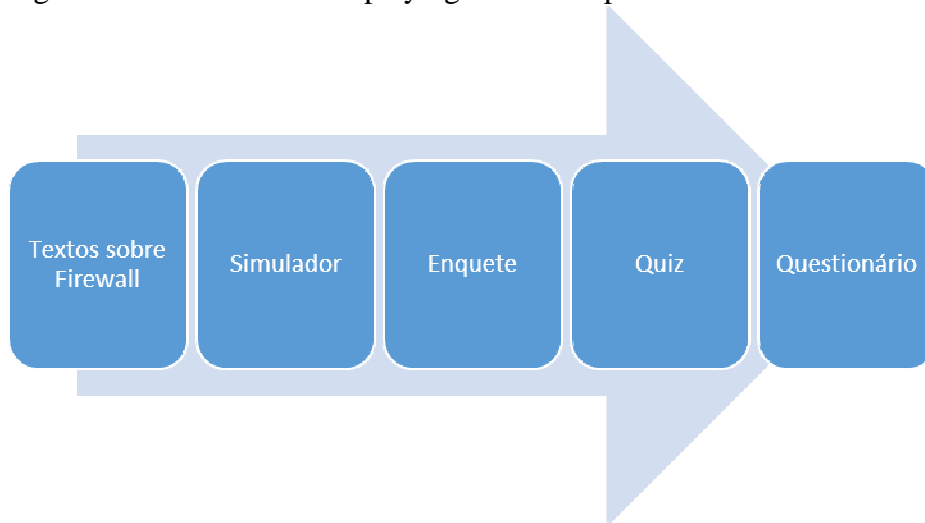 Textos sobre
Firewall
Simulador
Enquete
Quiz
Questionário